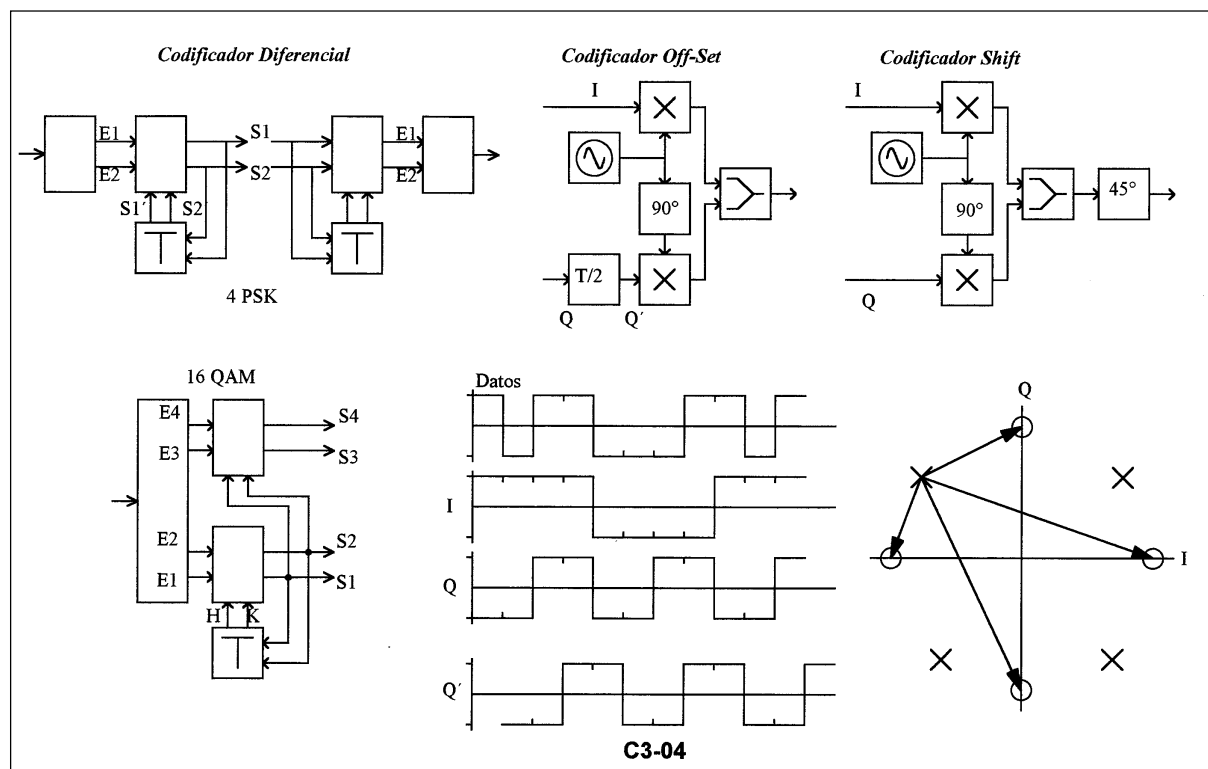 Codificador Diferencial
E1
E2
S1
S2
E1
E2
S1´
S2
T
T
4 PSK
Codificador Off-Set
I
90°
T/2
Q
Q´
Codificador Shift
I
90°
45°
Q
16 QAM
E4
E3
E2
E1
S4
S3
S2
S1
H
K
T
Datos
I
Q
Q´
Q
I
C3-04